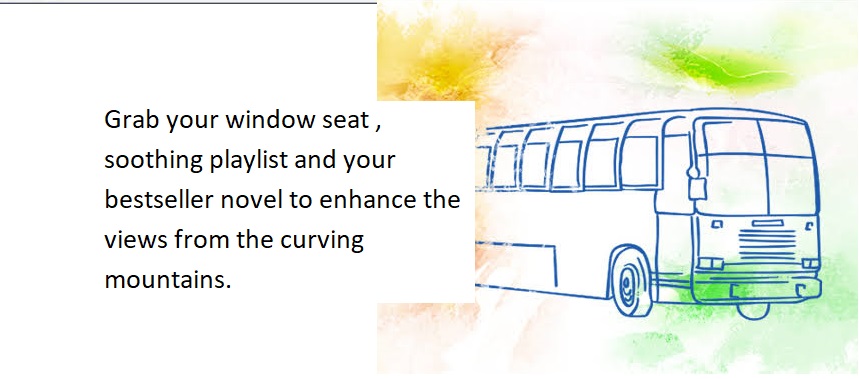 Grab your window seat ,
soothing playlist and your
bestseller novel to enhance the
views from the curving
mountains.